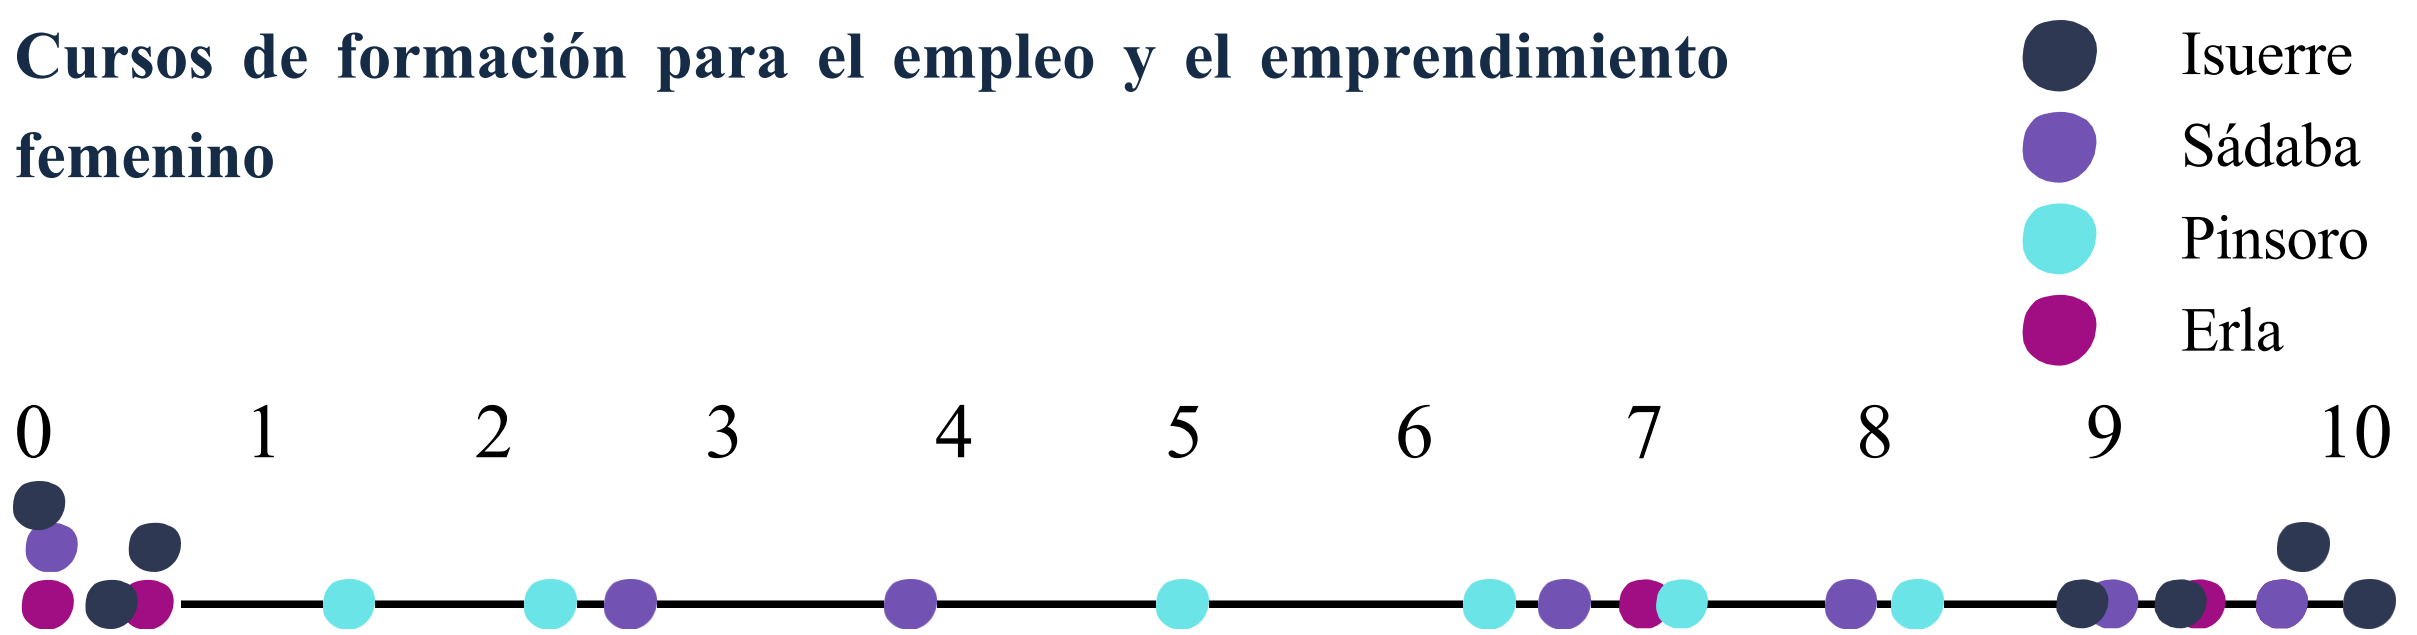 Cursos de formación para el empleo y el emprendimiento
femenino
Isuerre
Sádaba
Pinsoro
Erla
0 1 2 3 4 5 6 7 8 9 10